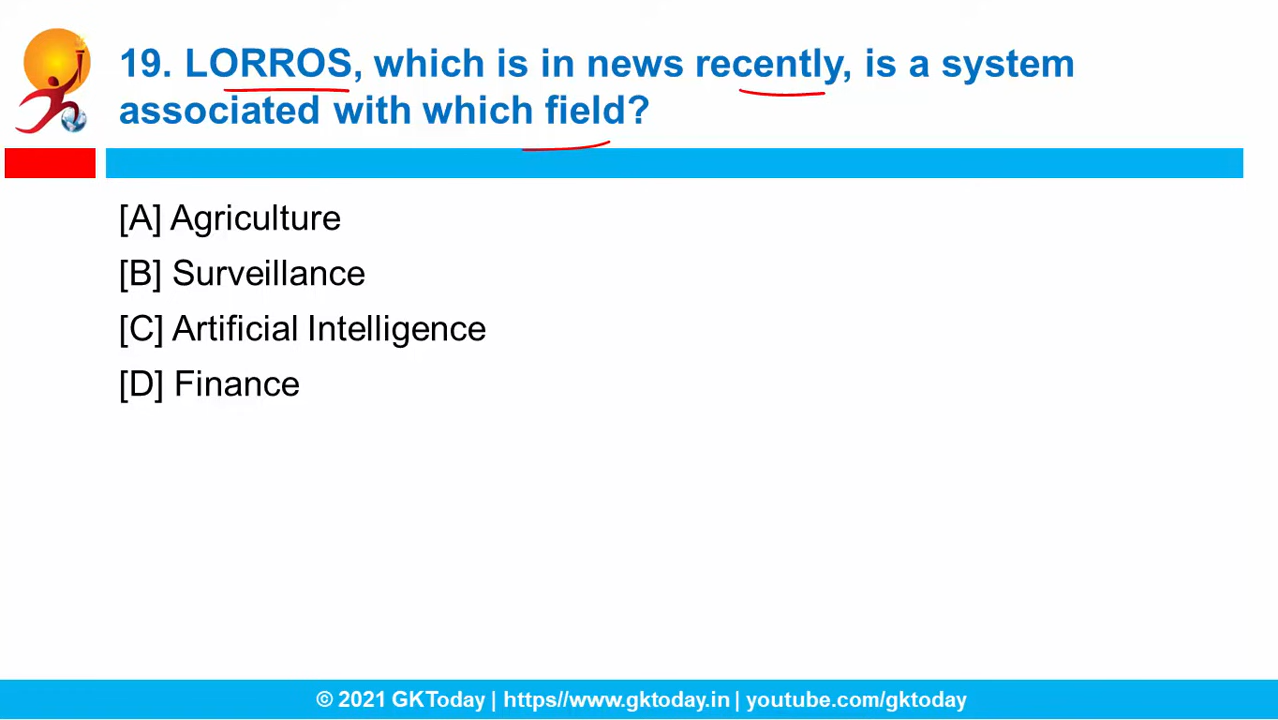 19. LORROS, which is in news recently, is a system
associated with which field?
[A] Agriculture
[B] Surveillance
[C] Artificial Intelligence
[D] Finance
© 2021 GKToday | https//www.gktoday.in | youtube.com/gktoday